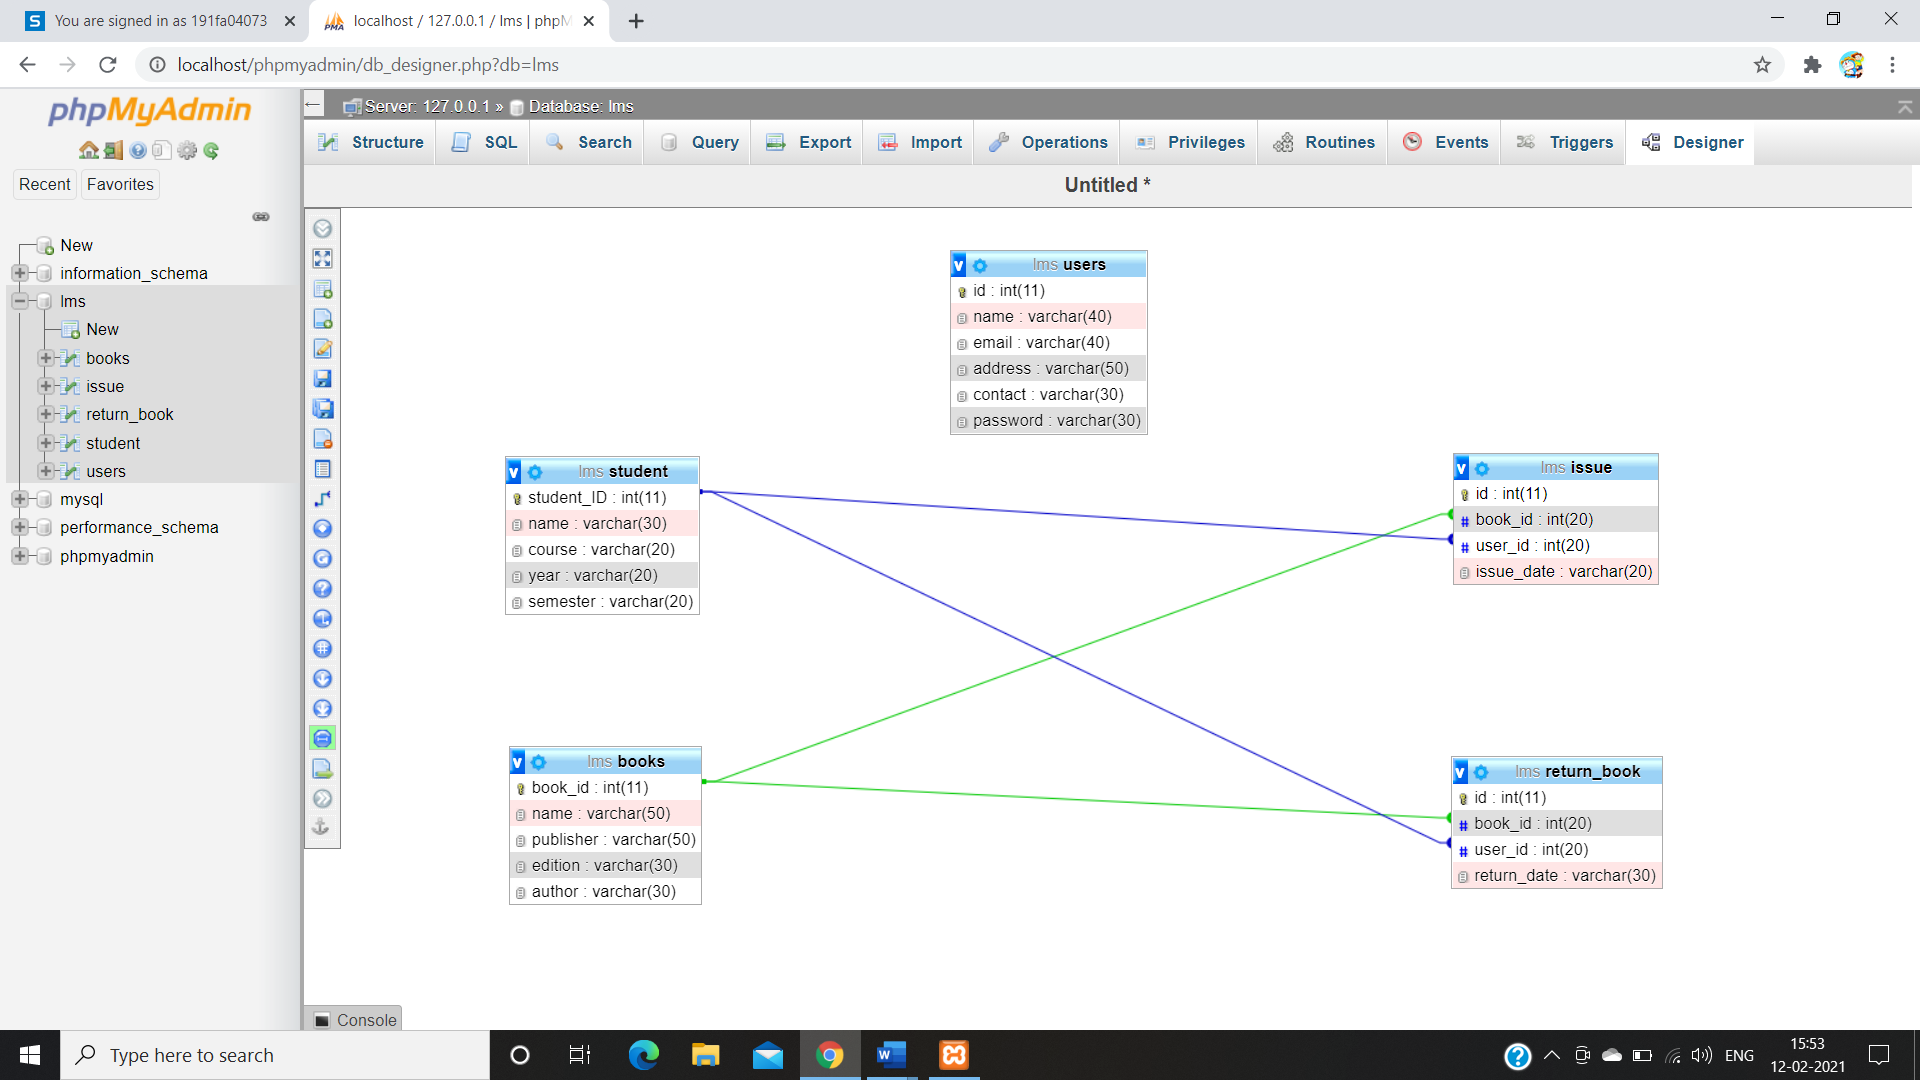 You are signed in as 191fa04073
localhost / 127.0.0.1 / lms | phpM
localhost/phpmyadmin/db_designer.php?db=lms
phpMyAdmin
Recent Favorites
New
information_schema
lms
New
books
issue
return_book
student
users
mysql
performance_schema
phpmyadmin
Server: 127.0.0.1 » Database: lms
Structure SQL Search Query Export Import Operations Privileges Routines Events Triggers Designer
Untitled *
v lms users
id : int(11)
name : varchar(40)
email : varchar(40)
address : varchar(50)
contact : varchar(30)
password : varchar(30)
v lms student
student_ID : int(11)
name : varchar(30)
course : varchar(20)
year : varchar(20)
semester : varchar(20)
v lms issue
id : int(11)
# book_id : int(20)
# user_id : int(20)
issue_date : varchar(20)
v lms books
book_id : int(11)
name : varchar(50)
publisher : varchar(50)
edition : varchar(30)
author : varchar(30)
v lms return_book
id : int(11)
# book_id : int(20)
# user_id : int(20)
return_date : varchar(30)
Console
Type here to search
ENG
15:53
12-02-2021